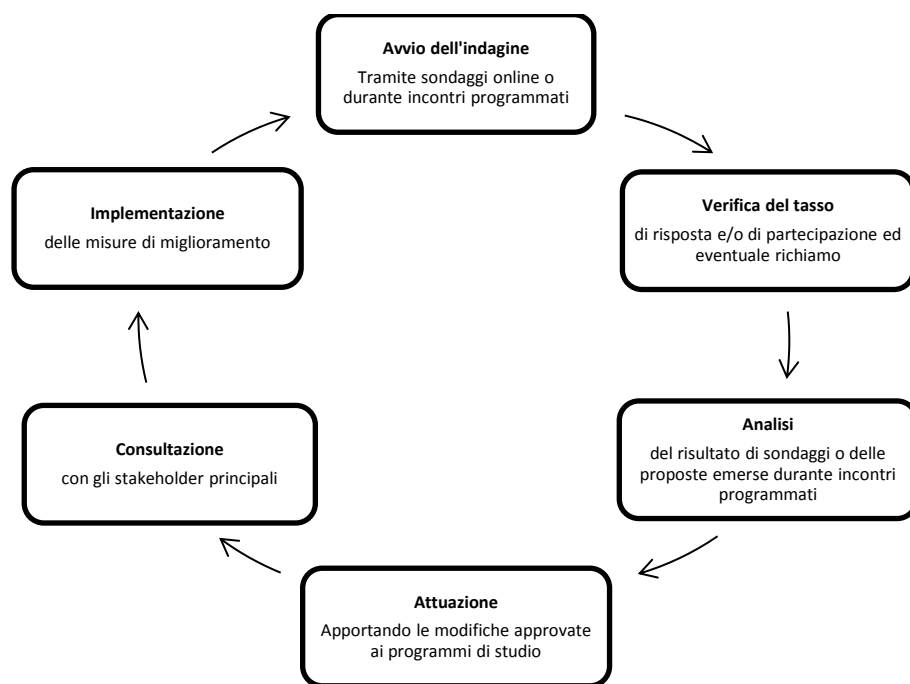 Avvio dell'indagine
Tramite sondaggi online o
durante incontri programmati
Verifica del tasso
di risposta e/o di partecipazione ed
eventuale richiamo
Analisi
del risultato di sondaggi o delle
proposte emerse durante incontri
programmati
Attuazione
Apportando le modifiche approvate
ai programmi di studio
Consultazione
con gli stakeholder principali
Implementazione
delle misure di miglioramento